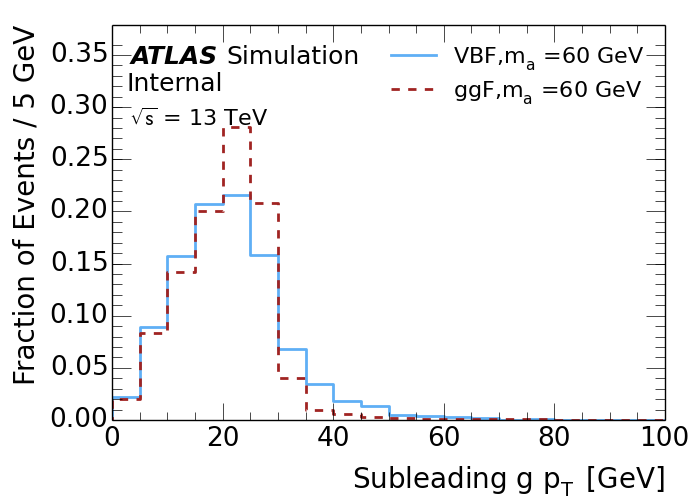 ATLAS Simulation
Internal
√s = 13 TeV
VBF,mₐ =60 GeV
ggF,mₐ =60 GeV
Fraction of Events / 5 GeV
0.35
0.30
0.25
0.20
0.15
0.10
0.05
0.00
0 20 40 60 80 100
Subleading g p_T [GeV]